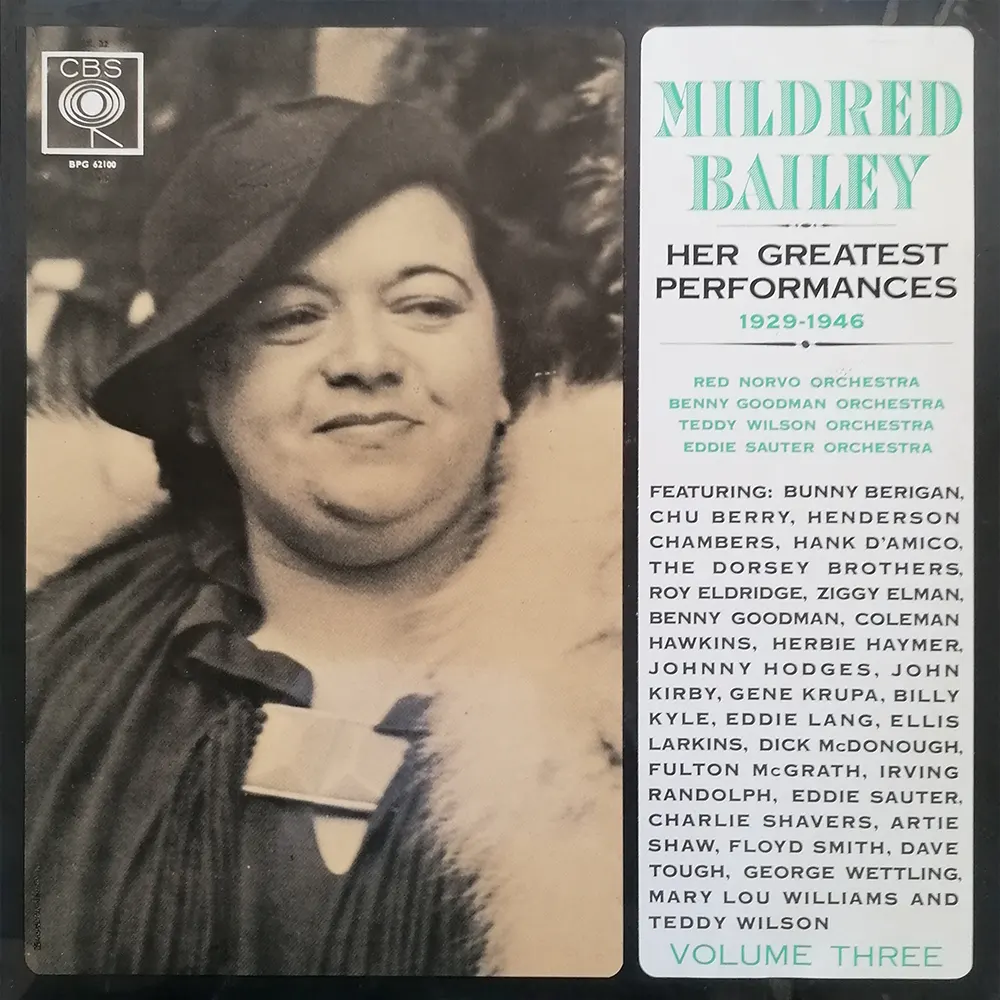 CBS
BPG 62100
MILDRED
BAILEY
HER GREATEST
PERFORMANCES
1929-1946
RED NORVO ORCHESTRA
BENNY GOODMAN ORCHESTRA
TEDDY WILSON ORCHESTRA
EDDIE SAUTER ORCHESTRA
FEATURING: BUNNY BERIGAN,
CHU BERRY, HENDERSON
CHAMBERS, HANK D'AMICO,
THE DORSEY BROTHERS,
ROY ELDRIDGE, ZIGGY ELMAN,
BENNY GOODMAN, COLEMAN
HAWKINS, HERBIE HAYMER,
JOHNNY HODGES, JOHN
KIRBY, GENE KRUPA, BILLY
KYLE, EDDIE LANG, ELLIS
LARKINS, DICK McDONOUGH,
FULTON McGRATH, IRVING
RANDOLPH, EDDIE SAUTER,
CHARLIE SHAVERS, ARTIE
SHAW, FLOYD SMITH, DAVE
TOUGH, GEORGE WETTLING,
MARY LOU WILLIAMS AND
TEDDY WILSON
VOLUME THREE